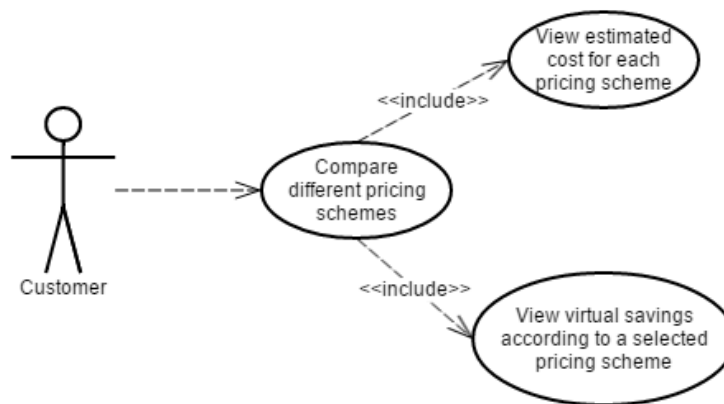 View estimated
cost for each
pricing scheme
<<include>>
Compare
different pricing
schemes
Customer
<<include>>
View virtual savings
according to a selected
pricing scheme